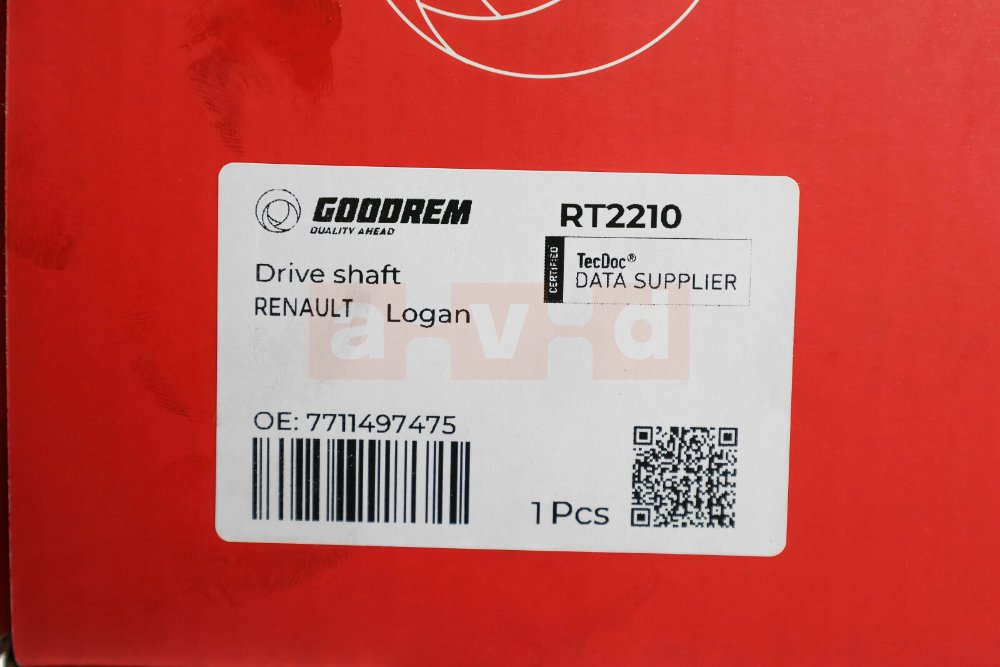 GOODREM
QUALITY AHEAD
RT2210
CERTIFIED
TecDoc®
DATA SUPPLIER
Drive shaft
RENAULT Logan
a·v·d
OE: 7711497475
1 Pcs